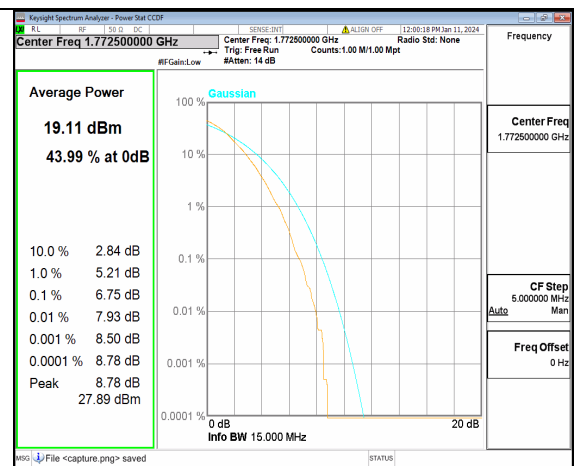 Keysight Spectrum Analyzer - Power Stat CCDF
RL RF 50 Ω DC SENSE:INT ALIGN OFF 12:00:18 PM Jan 11, 2024
Center Freq 1.772500000 GHz
Center Freq: 1.772500000 GHz Radio Std: None
Trig: Free Run Counts:1.00 M/1.00 Mpt
#IFGain:Low #Atten: 14 dB
Frequency
Average Power
19.11 dBm
43.99 % at 0dB
10.0 % 2.84 dB
1.0 % 5.21 dB
0.1 % 6.75 dB
0.01 % 7.93 dB
0.001 % 8.50 dB
0.0001 % 8.78 dB
Peak 8.78 dB
27.89 dBm
Gaussian
100 %
10 %
1 %
0.1 %
0.01 %
0.001 %
0.0001 %
0 dB 20 dB
Info BW 15.000 MHz
Center Freq
1.772500000 GHz
CF Step
5.000000 MHz
Auto Man
Freq Offset
0 Hz
MSG File <capture.png> saved STATUS